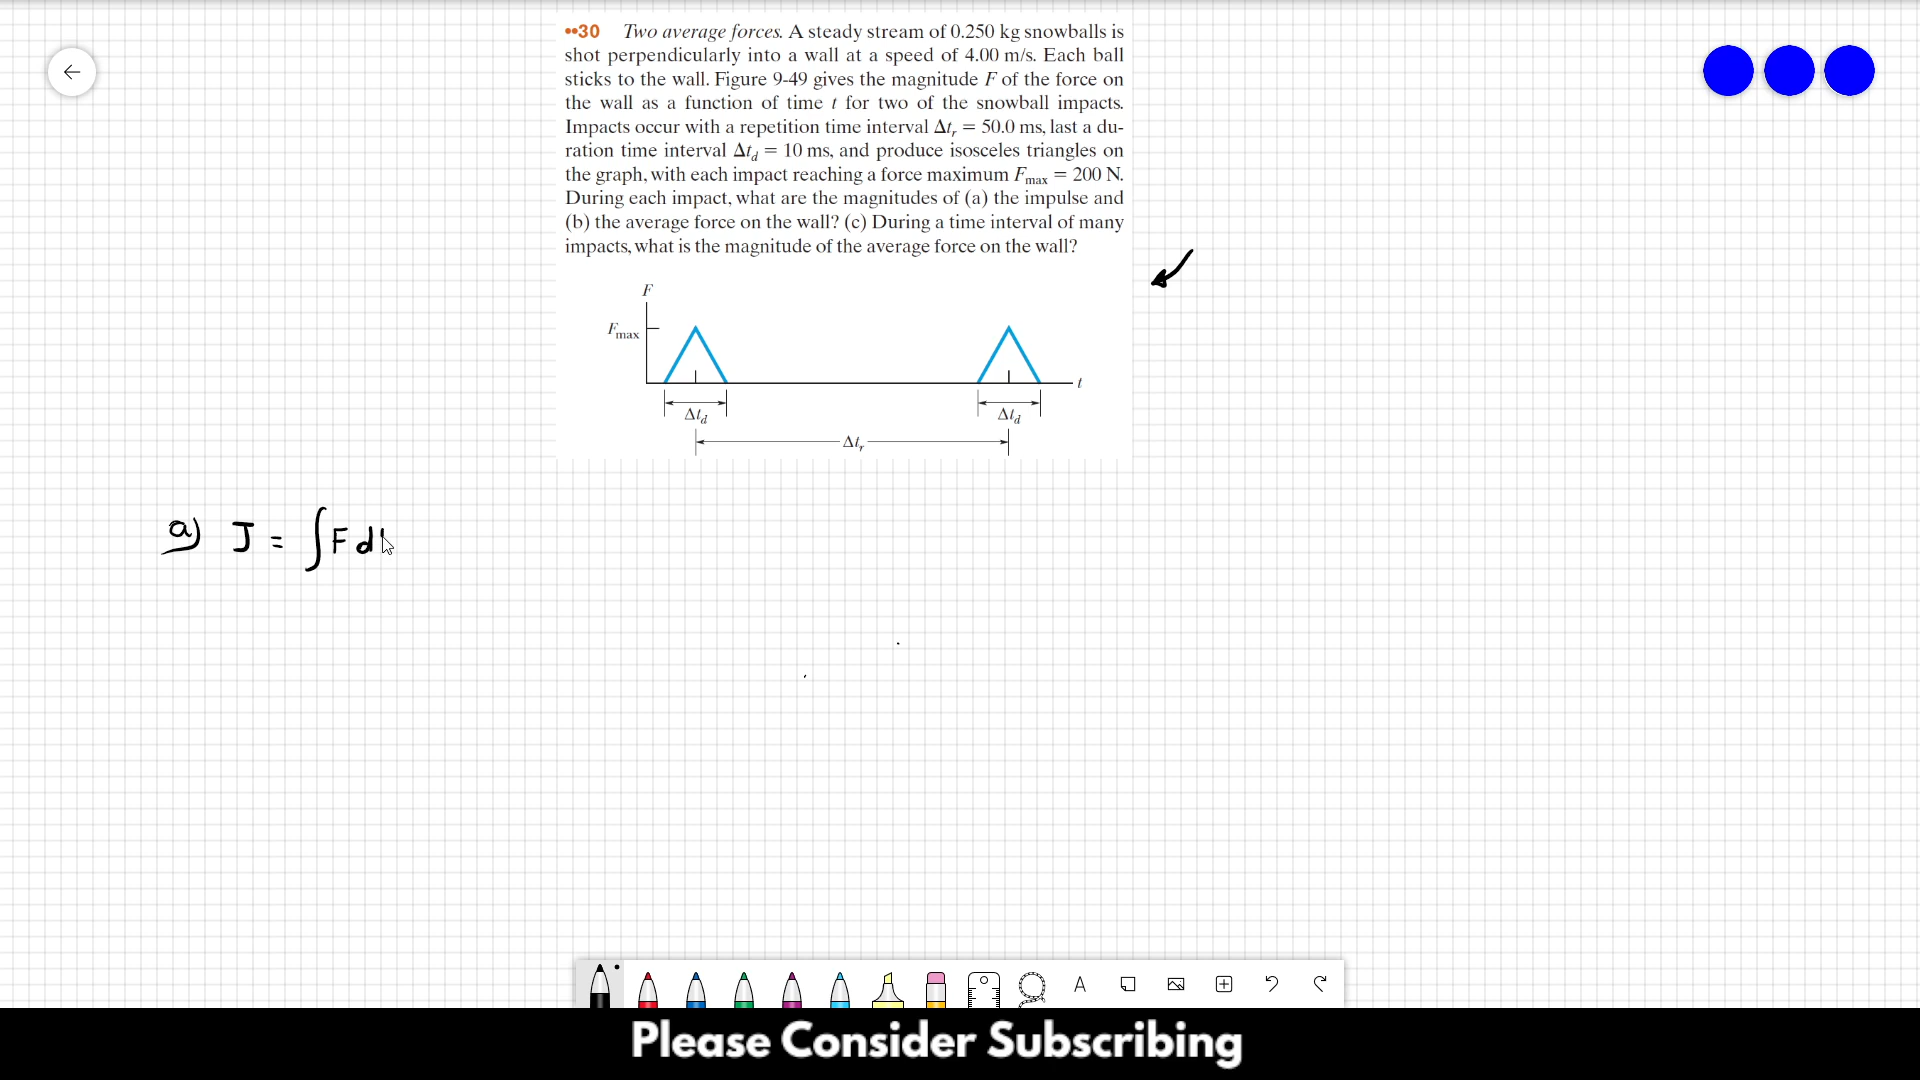 ••30 Two average forces. A steady stream of 0.250 kg snowballs is
shot perpendicularly into a wall at a speed of 4.00 m/s. Each ball
sticks to the wall. Figure 9-49 gives the magnitude F of the force on
the wall as a function of time t for two of the snowball impacts.
Impacts occur with a repetition time interval Δtr = 50.0 ms, last a du-
ration time interval Δtd = 10 ms, and produce isosceles triangles on
the graph, with each impact reaching a force maximum Fmax = 200 N.
During each impact, what are the magnitudes of (a) the impulse and
(b) the average force on the wall? (c) During a time interval of many
impacts, what is the magnitude of the average force on the wall?
F
Fmax
t
Δtd Δtd
Δtr
a) J = ∫F dt
A
Please Consider Subscribing